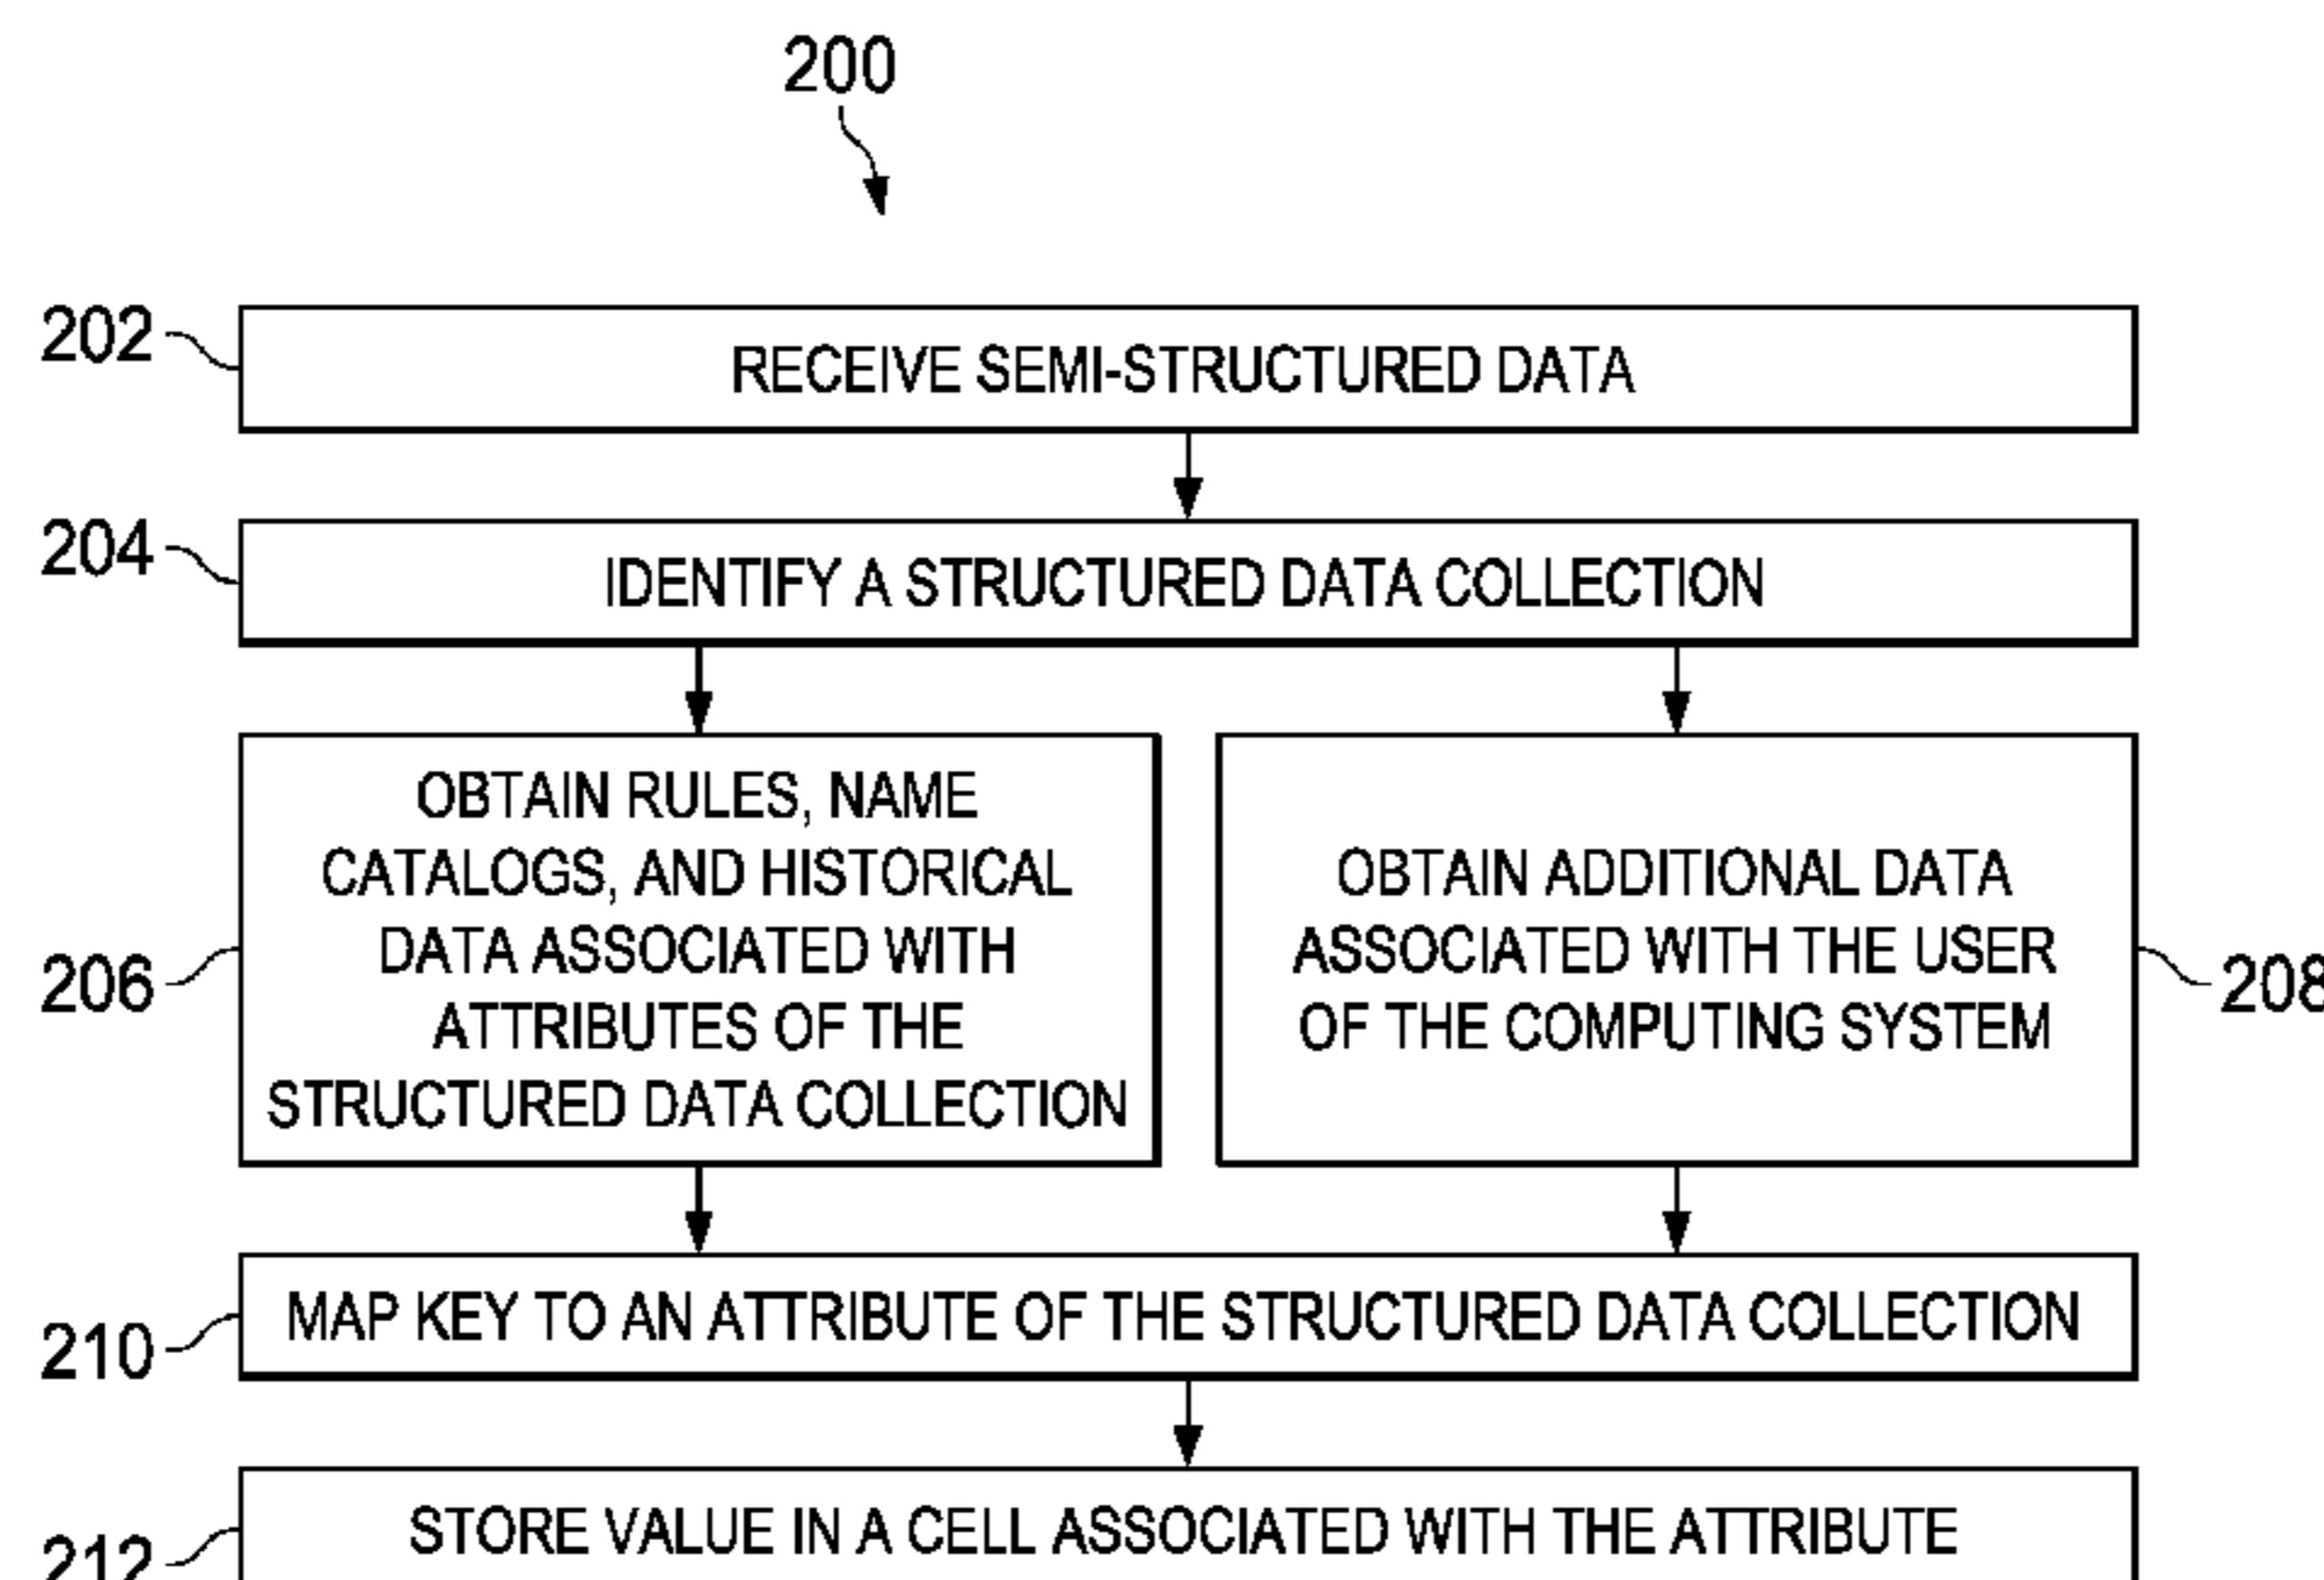 200
202
RECEIVE SEMI-STRUCTURED DATA
204
IDENTIFY A STRUCTURED DATA COLLECTION
206
OBTAIN RULES, NAME
CATALOGS, AND HISTORICAL
DATA ASSOCIATED WITH
ATTRIBUTES OF THE
STRUCTURED DATA COLLECTION
OBTAIN ADDITIONAL DATA
ASSOCIATED WITH THE USER
OF THE COMPUTING SYSTEM
208
210
MAP KEY TO AN ATTRIBUTE OF THE STRUCTURED DATA COLLECTION
212
STORE VALUE IN A CELL ASSOCIATED WITH THE ATTRIBUTE